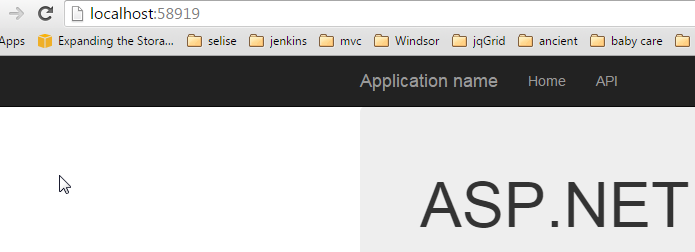 localhost:58919
Apps Expanding the Stora... selise jenkins mvc Windsor jqGrid ancient baby care Begin
Application name Home API
ASP.NET